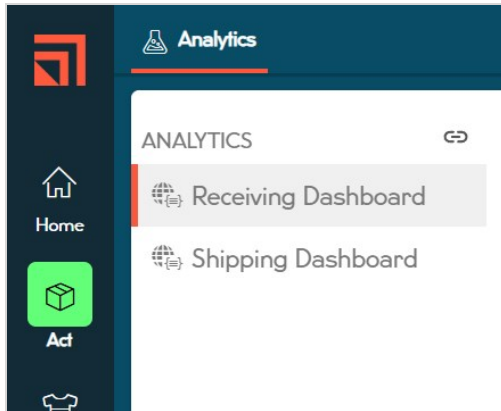 Analytics
ANALYTICS
Receiving Dashboard
Home
Shipping Dashboard
Act